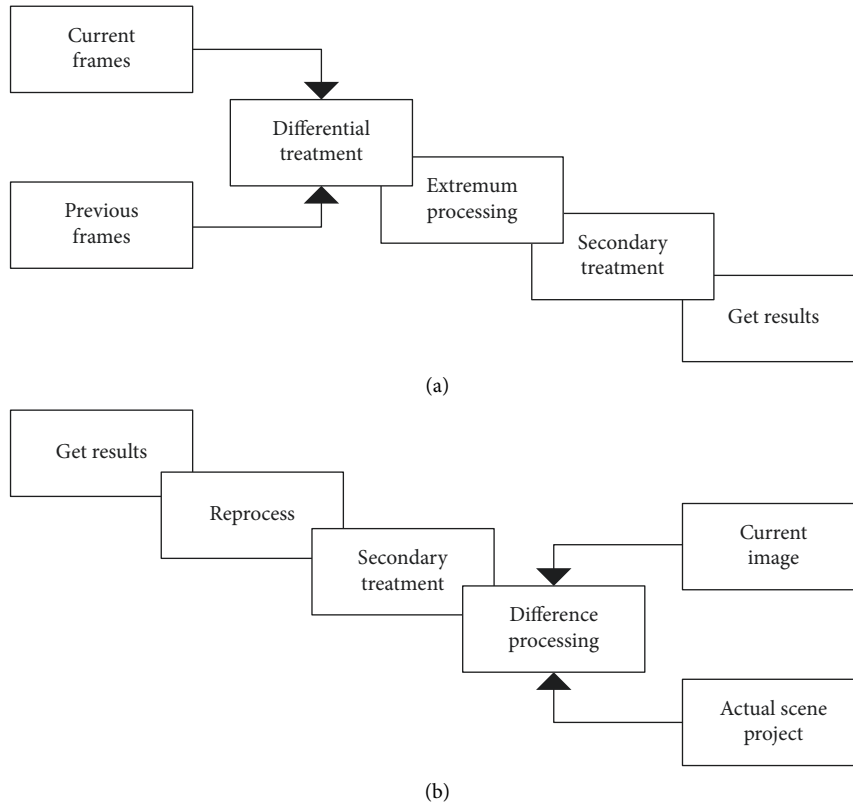 Current
frames
Differential
treatment
Previous
frames
Extremum
processing
Secondary
treatment
Get results
(a)
Get results
Reprocess
Secondary
treatment
Current
image
Difference
processing
Actual scene
project
(b)